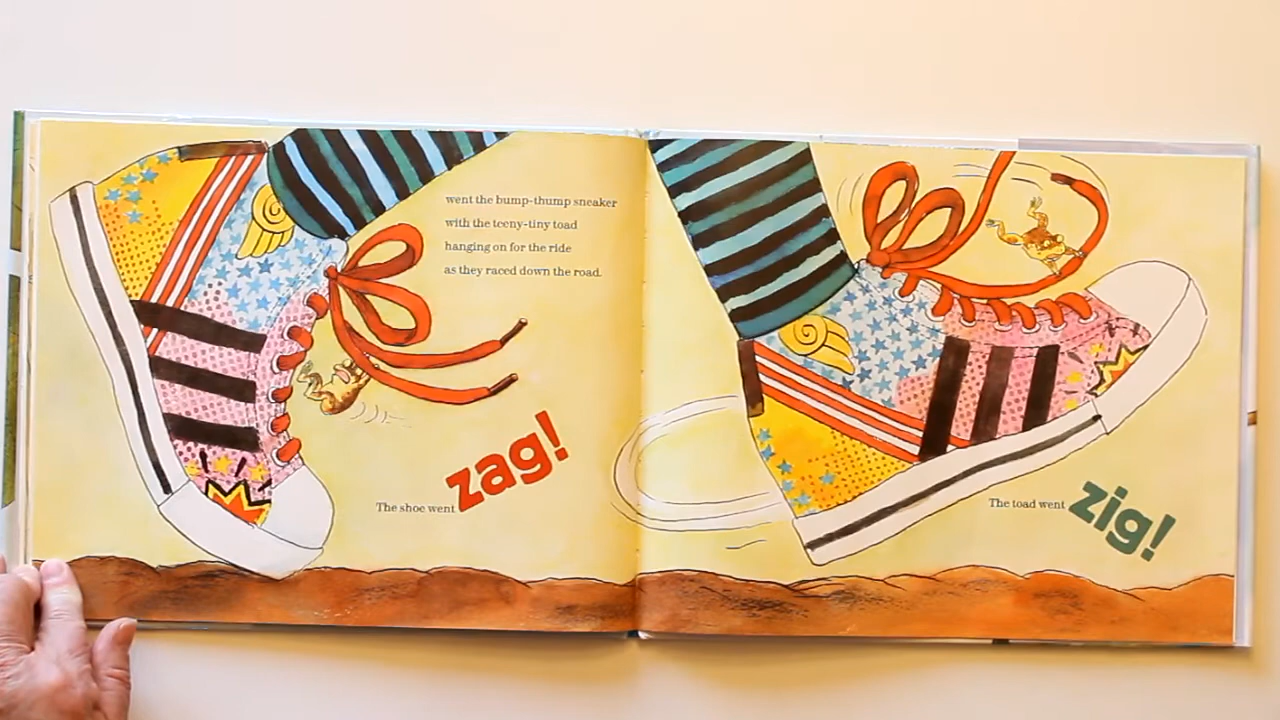 went the bump-thump sneaker
with the teeny-tiny toad
hanging on for the ride
as they raced down the road.
The shoe went zag!
The toad went zig!